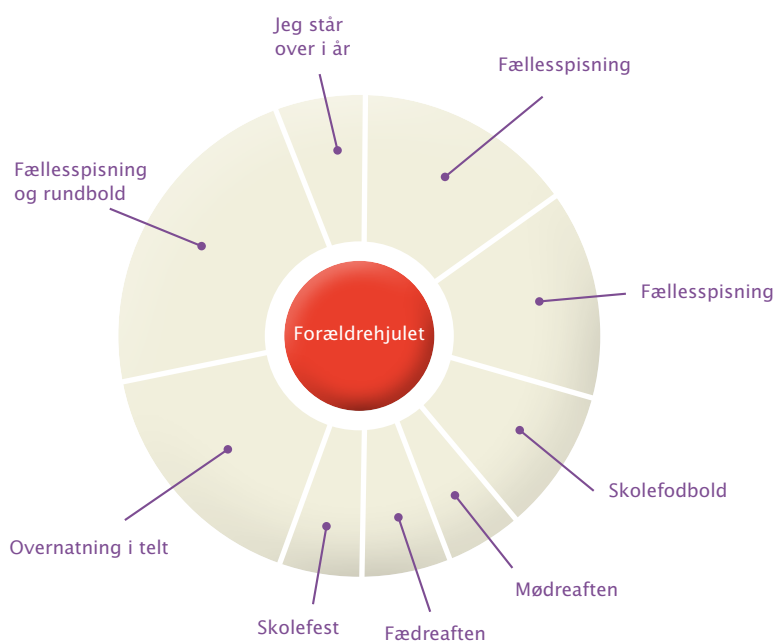 Jeg står
over i år
Fællesspisning
Fællesspisning
og rundbold
Fællesspisning
Forældrehjulet
Skolefodbold
Overnatning i telt
Mødreaften
Skolefest
Fædreaften